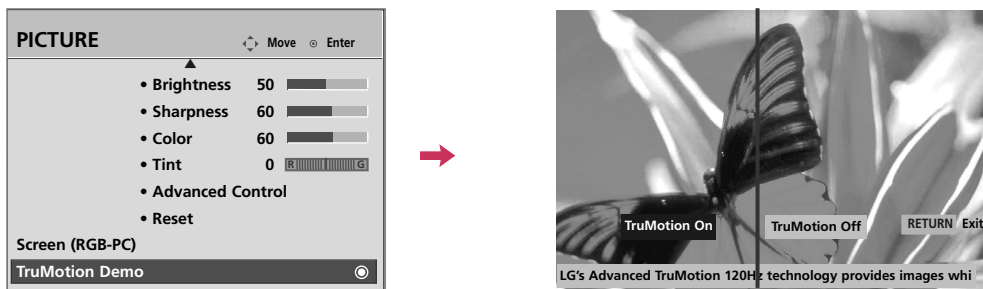 PICTURE
Move Enter
• Brightness 50
• Sharpness 60
• Color 60
• Tint 0 R G
• Advanced Control
• Reset
Screen (RGB-PC)
TruMotion Demo
TruMotion On TruMotion Off RETURN Exit
LG's Advanced TruMotion 120Hz technology provides images whi